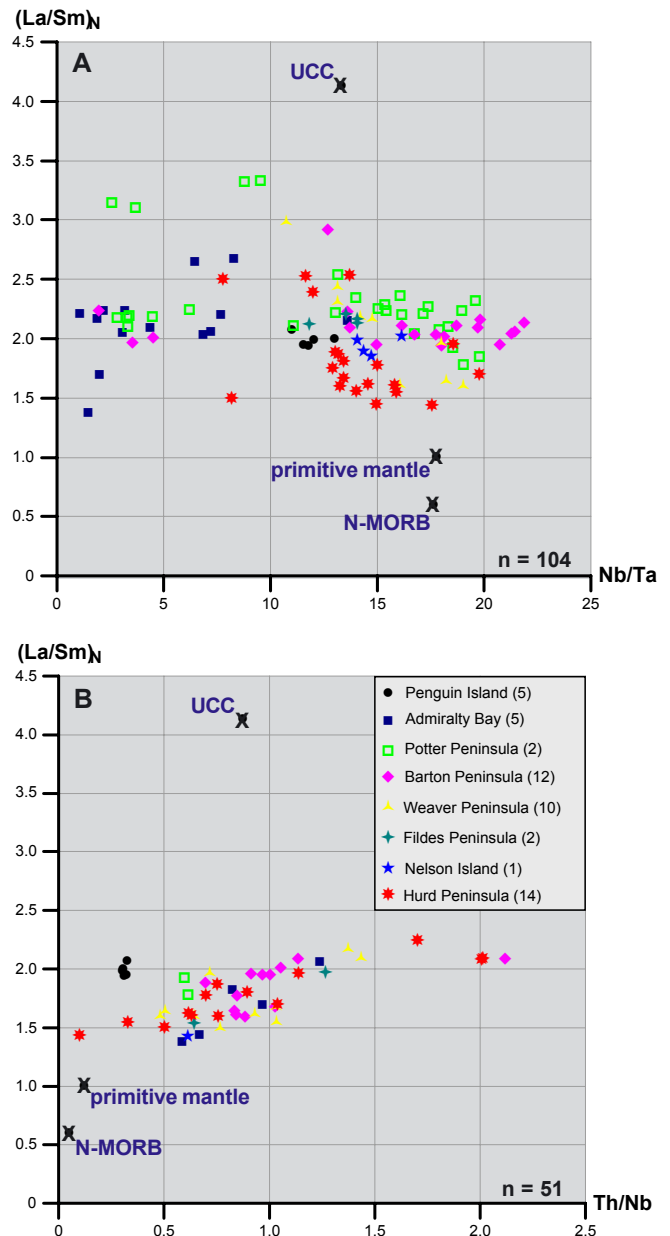 (La/Sm)N
4.5
A
UCC
4.0
3.5
3.0
2.5
2.0
1.5
1.0
primitive mantle
0.5
N-MORB
n = 104
0
Nb/Ta
0 5 10 15 20 25
(La/Sm)N
4.5
B
UCC
4.0
Penguin Island (5)
Admiralty Bay (5)
Potter Peninsula (2)
Barton Peninsula (12)
Weaver Peninsula (10)
Fildes Peninsula (2)
Nelson Island (1)
Hurd Peninsula (14)
3.5
3.0
2.5
2.0
1.5
1.0
primitive mantle
0.5
N-MORB
n = 51
0
Th/Nb
0 0.5 1.0 1.5 2.0 2.5